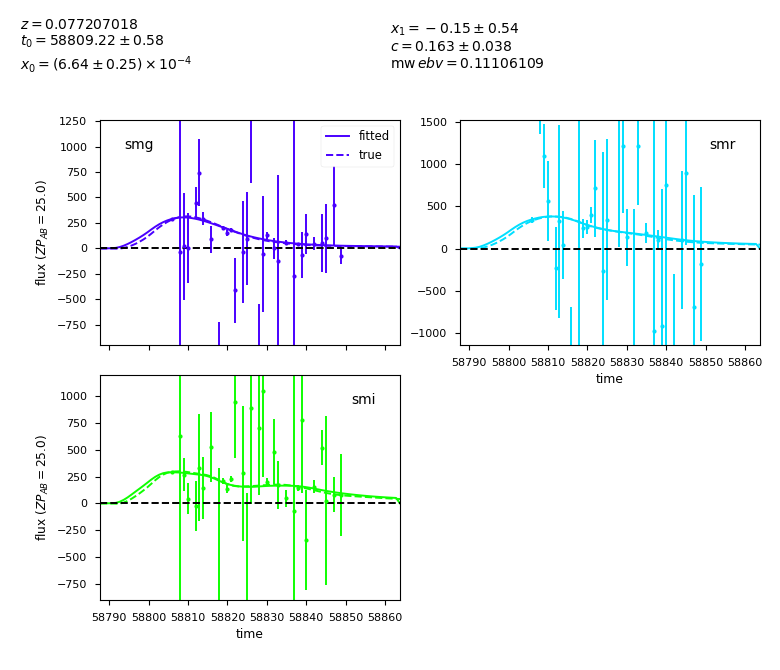 z = 0.077207018
t₀ = 58809.22 ± 0.58
x₀ = (6.64 ± 0.25) × 10⁻⁴
x₁ = −0.15 ± 0.54
c = 0.163 ± 0.038
mwebv = 0.11106109
smg
fitted
true
1250
1000
750
500
250
0
−250
−500
−750
flux (ZP_AB = 25.0)
smr
1500
1000
500
0
−500
−1000
58790 58800 58810 58820 58830 58840 58850 58860
time
smi
1000
750
500
250
0
−250
−500
−750
flux (ZP_AB = 25.0)
58790 58800 58810 58820 58830 58840 58850 58860
time